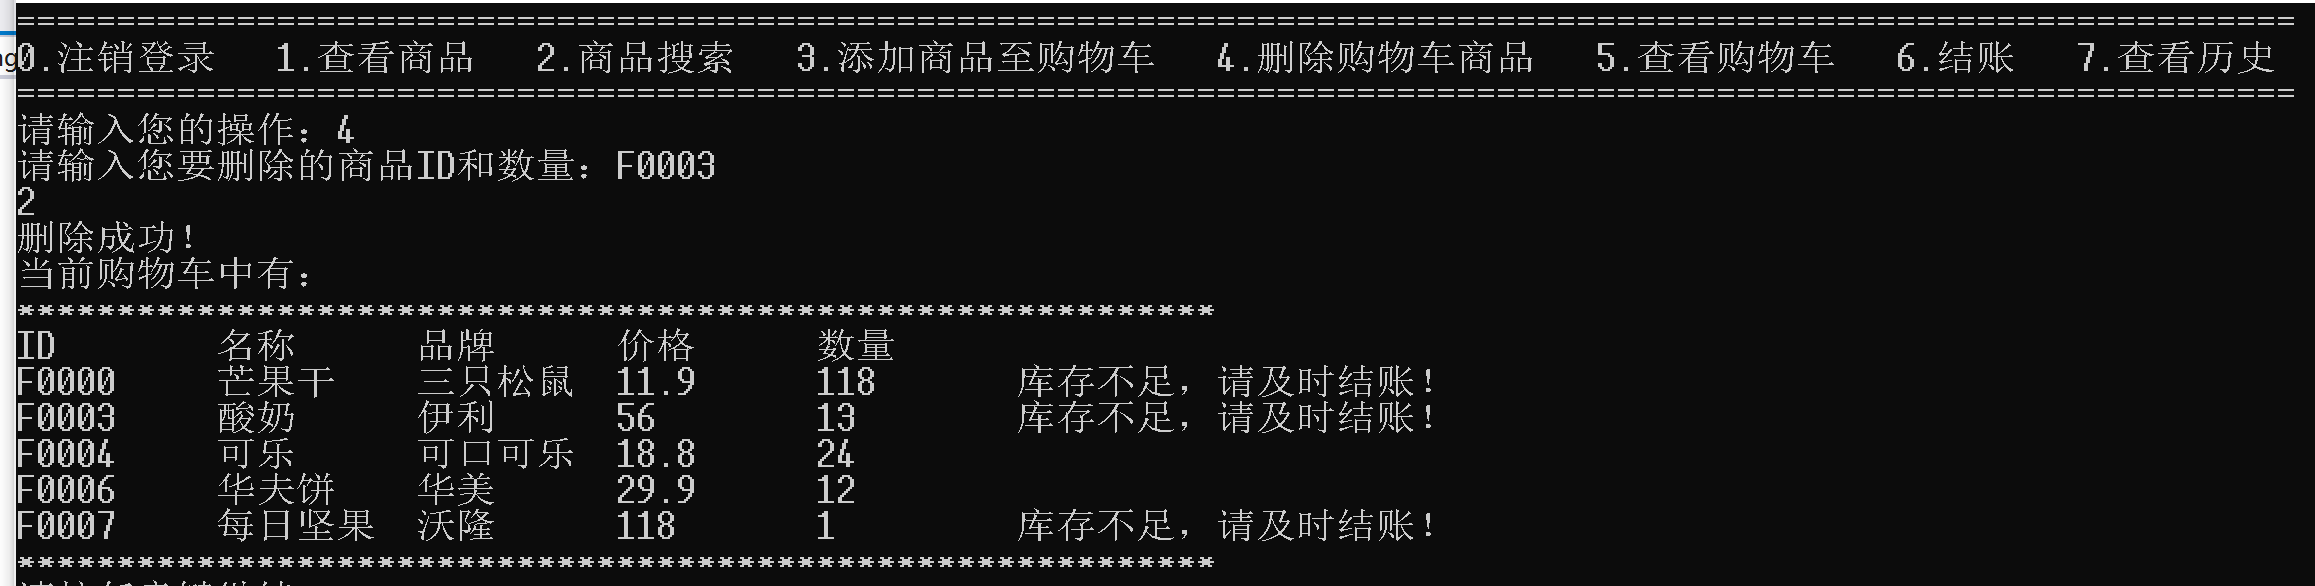 ==================================================================================================================
0.注销登录   1.查看商品   2.商品搜索   3.添加商品至购物车   4.删除购物车商品   5.查看购物车   6.结账   7.查看历史
==================================================================================================================
请输入您的操作：4
请输入您要删除的商品ID和数量：F0003
2
删除成功！
当前购物车中有：
************************************************************
ID 名称 品牌 价格 数量
F0000 芒果干 三只松鼠 11.9 118 库存不足，请及时结账！
F0003 酸奶 伊利 56 13 库存不足，请及时结账！
F0004 可乐 可口可乐 18.8 24
F0006 华夫饼 华美 29.9 12
F0007 每日坚果 沃隆 118 1 库存不足，请及时结账！
************************************************************